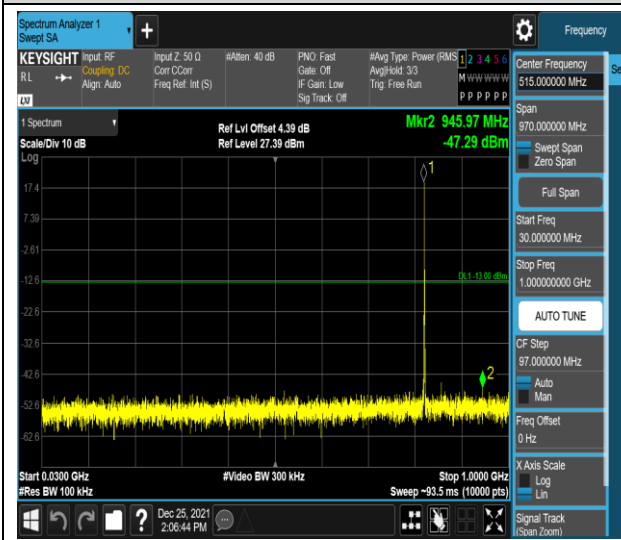 Spectrum Analyzer 1
Swept SA
Frequency
KEYSIGHT
RL
LXI
Input: RF
Coupling: DC
Align: Auto
Input Z: 50 Ω
Corr CCorr
Freq Ref: Int (S)
#Atten: 40 dB
PNO: Fast
Gate: Off
IF Gain: Low
Sig Track: Off
#Avg Type: Power (RMS
Avg|Hold: 3/3
Trig: Free Run
1 2 3 4 5 6
M W W W W W
P P P P P P
1 Spectrum
Scale/Div 10 dB
Log
Ref Lvl Offset 4.39 dB
Ref Level 27.39 dBm
Mkr2 945.97 MHz
-47.29 dBm
1
17.4
7.39
-2.61
-12.6
DL1 -13.00 dBm
-22.6
-32.6
-42.6
2
-52.6
-62.6
Start 0.0300 GHz
#Res BW 100 kHz
#Video BW 300 kHz
Stop 1.0000 GHz
Sweep ~93.5 ms (10000 pts)
?
Dec 25, 2021
2:06:44 PM
Center Frequency
515.000000 MHz
Se
Span
970.000000 MHz
Swept Span
Zero Span
Full Span
Start Freq
30.000000 MHz
Stop Freq
1.000000000 GHz
AUTO TUNE
CF Step
97.000000 MHz
Auto
Man
Freq Offset
0 Hz
X Axis Scale
Log
Lin
Signal Track
(Span Zoom)